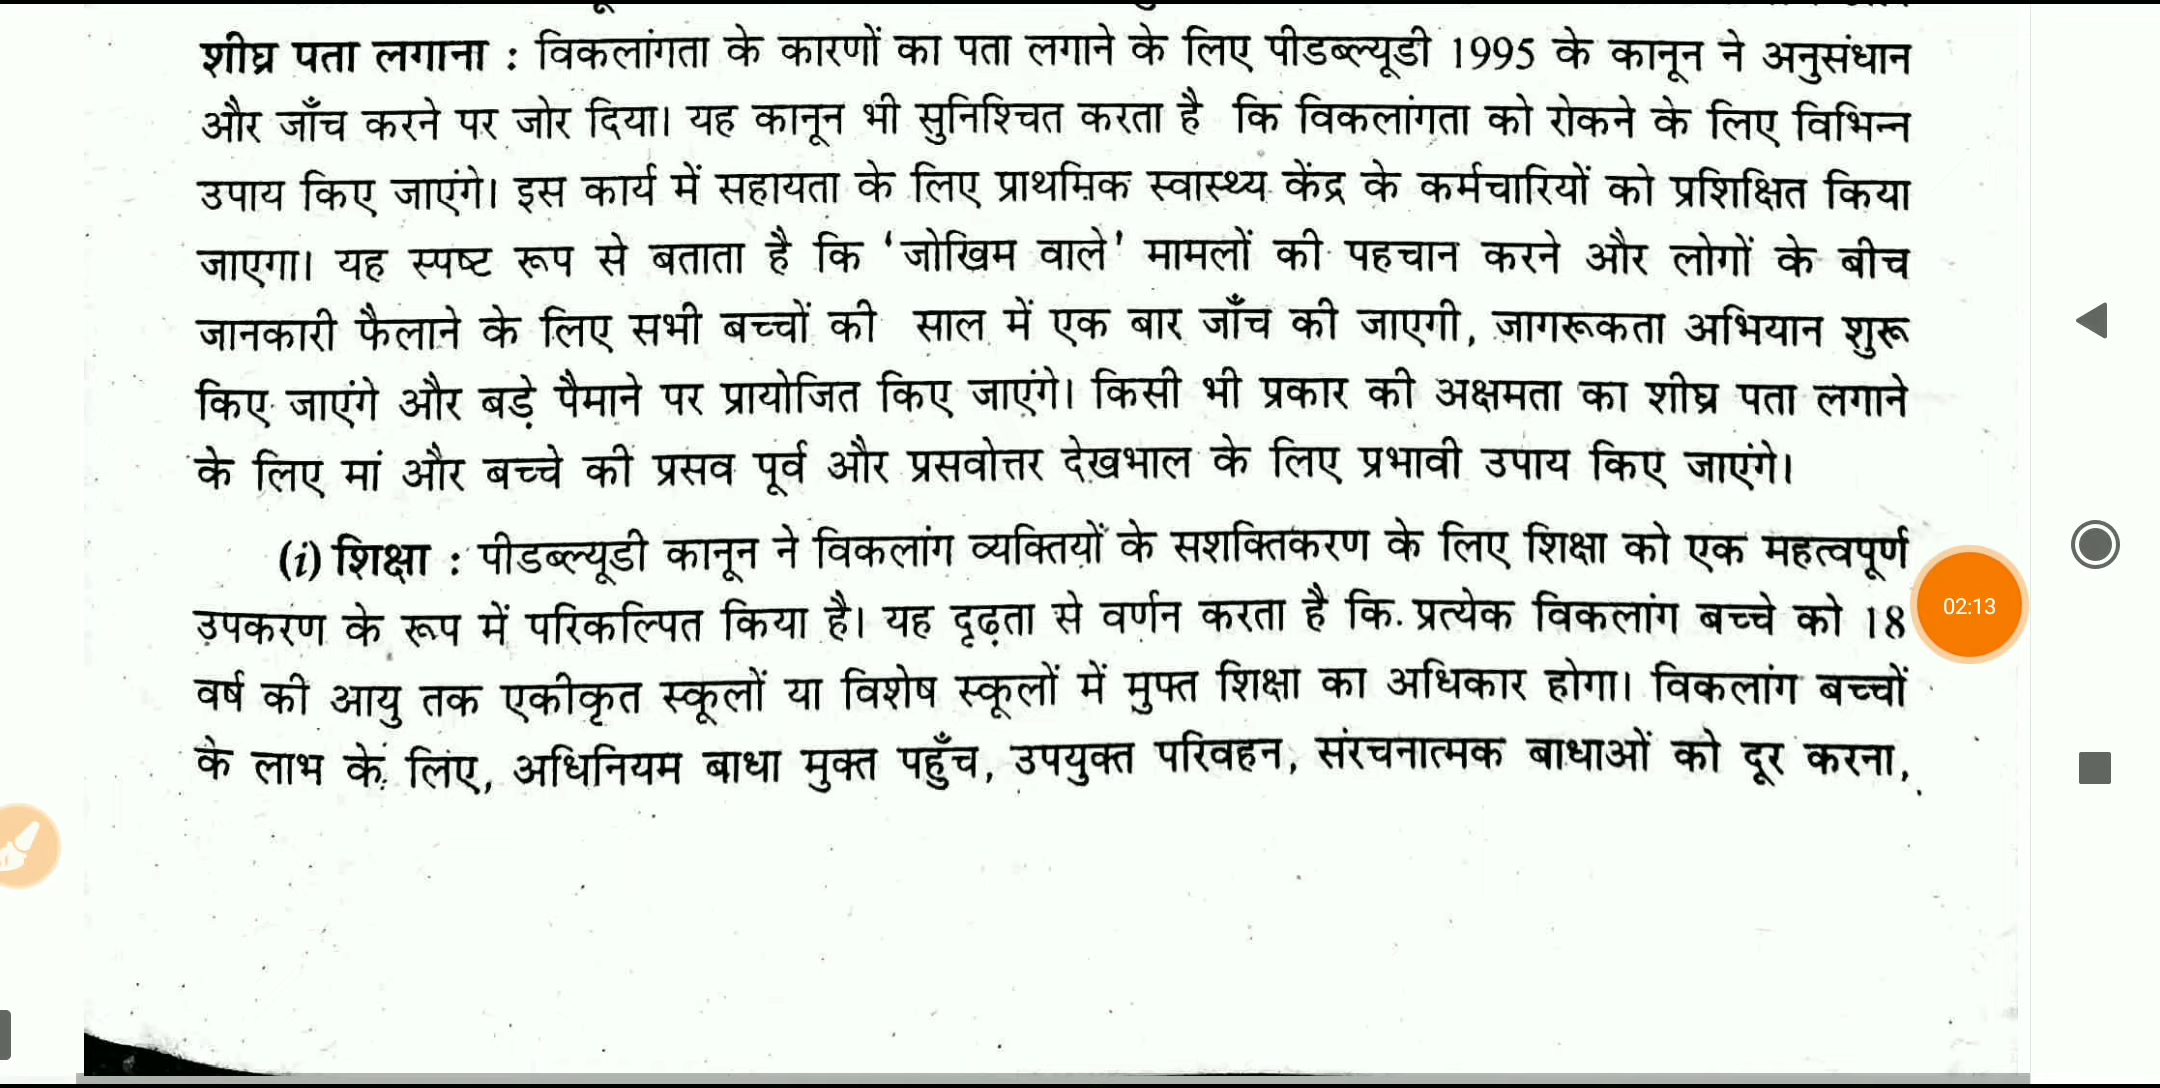 शीघ्र पता लगाना : विकलांगता के कारणों का पता लगाने के लिए पीडब्ल्यूडी 1995 के कानून ने अनुसंधान
और जाँच करने पर जोर दिया। यह कानून भी सुनिश्चित करता है कि विकलांगता को रोकने के लिए विभिन्न
उपाय किए जाएंगे। इस कार्य में सहायता के लिए प्राथमिक स्वास्थ्य केंद्र के कर्मचारियों को प्रशिक्षित किया
जाएगा। यह स्पष्ट रूप से बताता है कि ‘जोखिम वाले’ मामलों की पहचान करने और लोगों के बीच
जानकारी फैलाने के लिए सभी बच्चों की साल में एक बार जाँच की जाएगी, जागरूकता अभियान शुरू
किए जाएंगे और बड़े पैमाने पर प्रायोजित किए जाएंगे। किसी भी प्रकार की अक्षमता का शीघ्र पता लगाने
के लिए मां और बच्चे की प्रसव पूर्व और प्रसवोत्तर देखभाल के लिए प्रभावी उपाय किए जाएंगे।
(i) शिक्षा : पीडब्ल्यूडी कानून ने विकलांग व्यक्तियों के सशक्तिकरण के लिए शिक्षा को एक महत्वपूर्ण
उपकरण के रूप में परिकल्पित किया है। यह दृढ़ता से वर्णन करता है कि प्रत्येक विकलांग बच्चे को 18
02:13
वर्ष की आयु तक एकीकृत स्कूलों या विशेष स्कूलों में मुफ्त शिक्षा का अधिकार होगा। विकलांग बच्चों
के लाभ के लिए, अधिनियम बाधा मुक्त पहुँच, उपयुक्त परिवहन, संरचनात्मक बाधाओं को दूर करना,